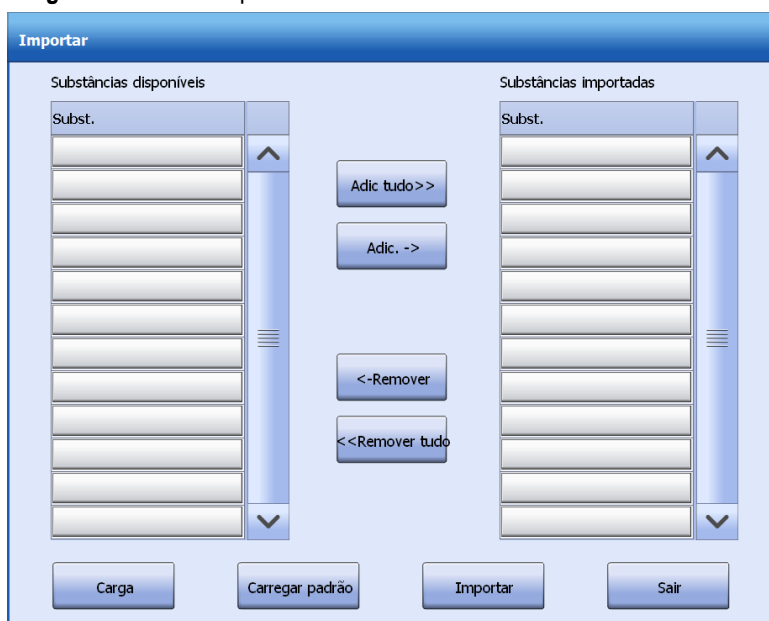 Importar
Substâncias disponíveis
Substâncias importadas
Subst.
Subst.
Adic tudo>>
Adic. ->
<-Remover
<<Remover tudo
Carga
Carregar padrão
Importar
Sair